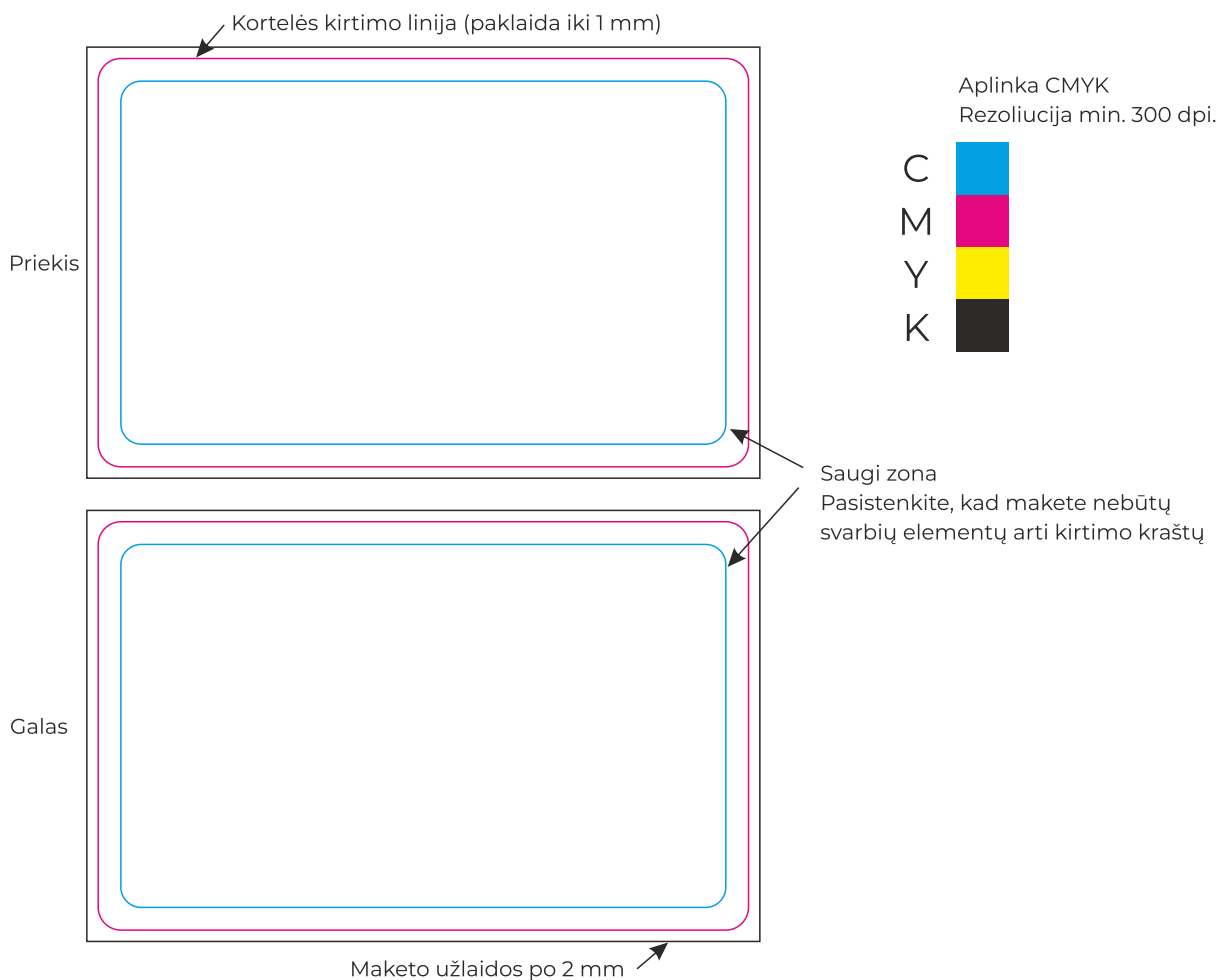 Kortelės kirtimo linija (paklaida iki 1 mm)
Aplinka CMYK
Rezoliucija min. 300 dpi.
C
M
Y
K
Priekis
Saugi zona
Pasistenkite, kad makete nebūtų
svarbių elementų arti kirtimo kraštų
Galas
Maketo užlaidos po 2 mm